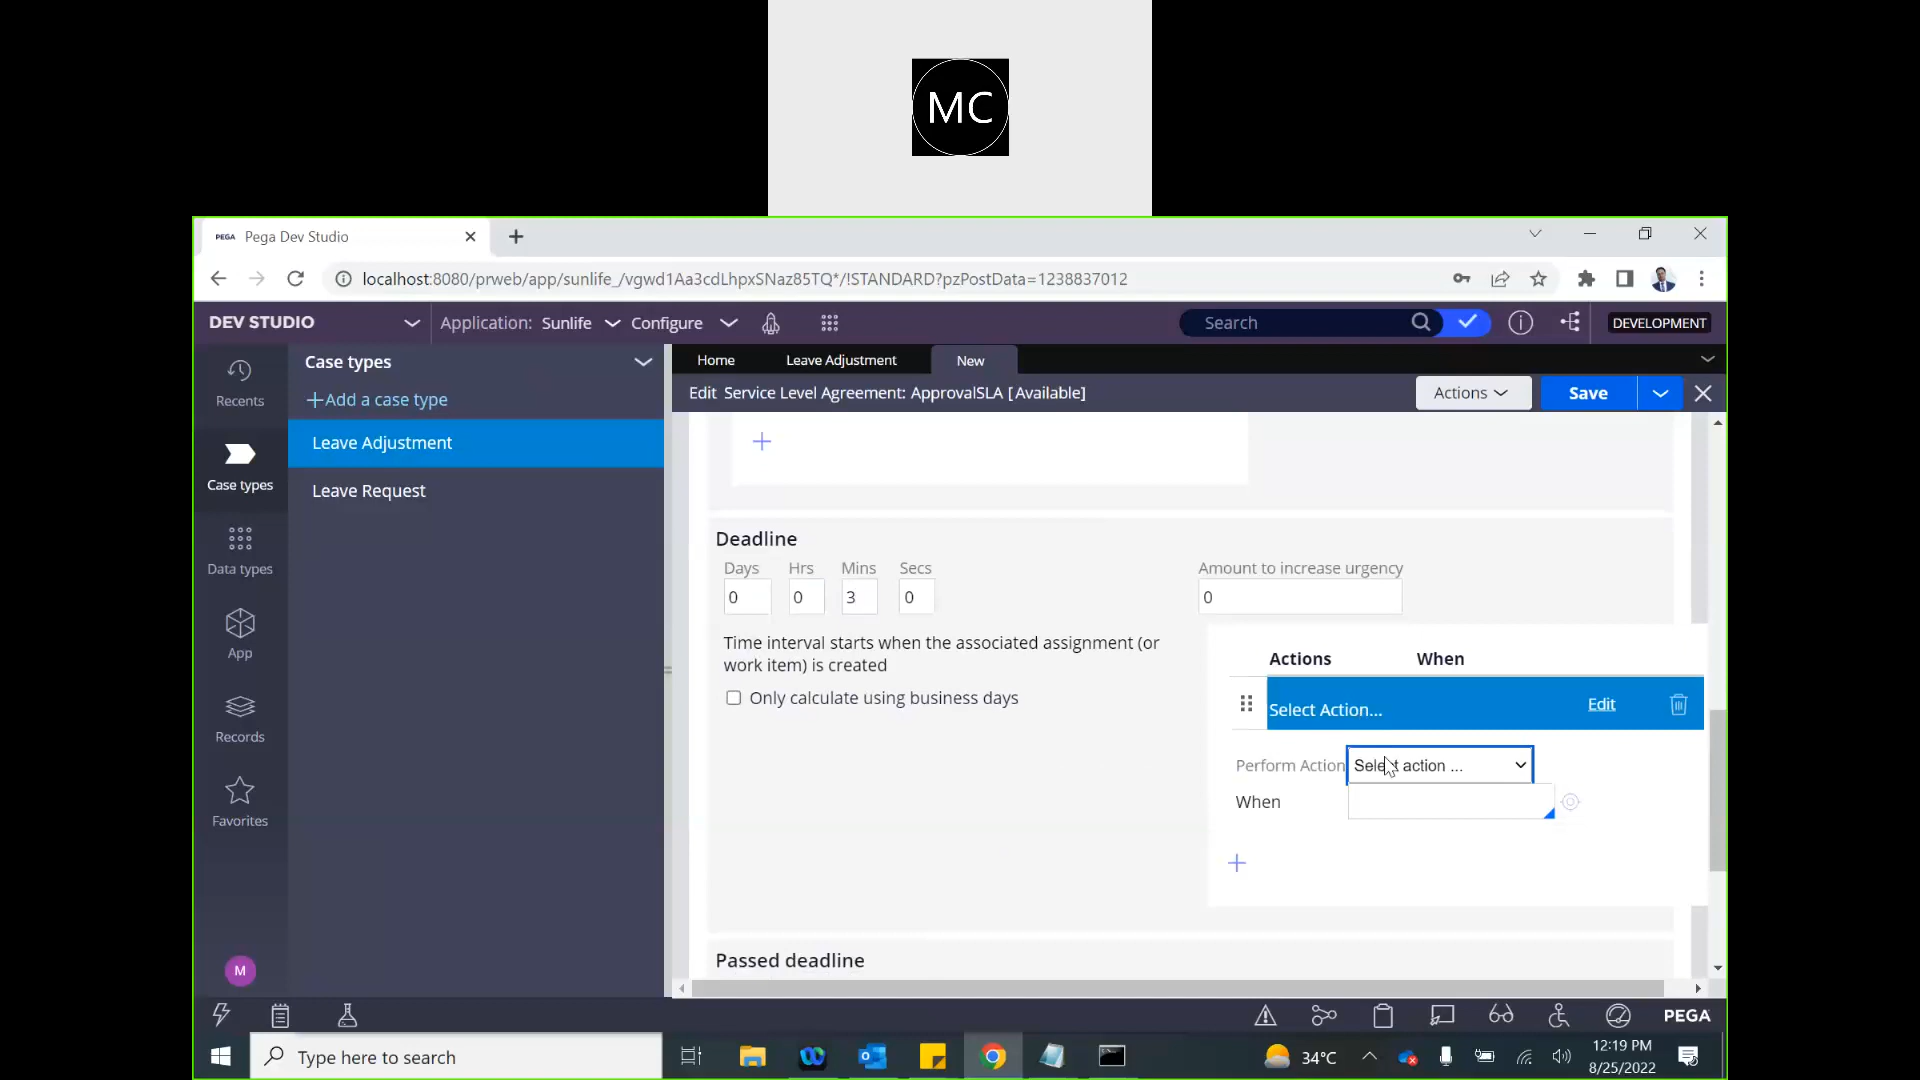 MC
PEGA Pega Dev Studio
localhost:8080/prweb/app/sunlife_/vgwd1Aa3cdLhpxSNaz85TQ*/!STANDARD?pzPostData=1238837012
DEV STUDIO
Application: Sunlife
Configure
Search
DEVELOPMENT
Recents
Case types
Data types
App
Records
Favorites
M
Case types
Add a case type
Leave Adjustment
Leave Request
Home
Leave Adjustment
New
Edit Service Level Agreement: ApprovalSLA [Available]
Actions
Save
Deadline
Days Hrs Mins Secs
0 0 3 0
Time interval starts when the associated assignment (or
work item) is created
Only calculate using business days
Amount to increase urgency
0
Actions When
Select Action...
Edit
Perform Action Select action ...
When
Passed deadline
PEGA
Type here to search
34°C
12:19 PM
8/25/2022